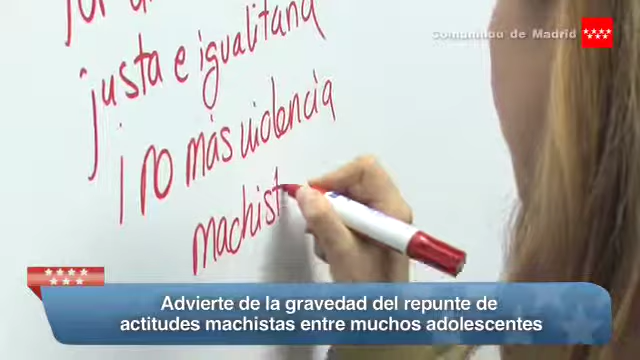 Comunidad de Madrid
justa e igualitaria
¡no más violencia
machist
Advierte de la gravedad del repunte de
actitudes machistas entre muchos adolescentes